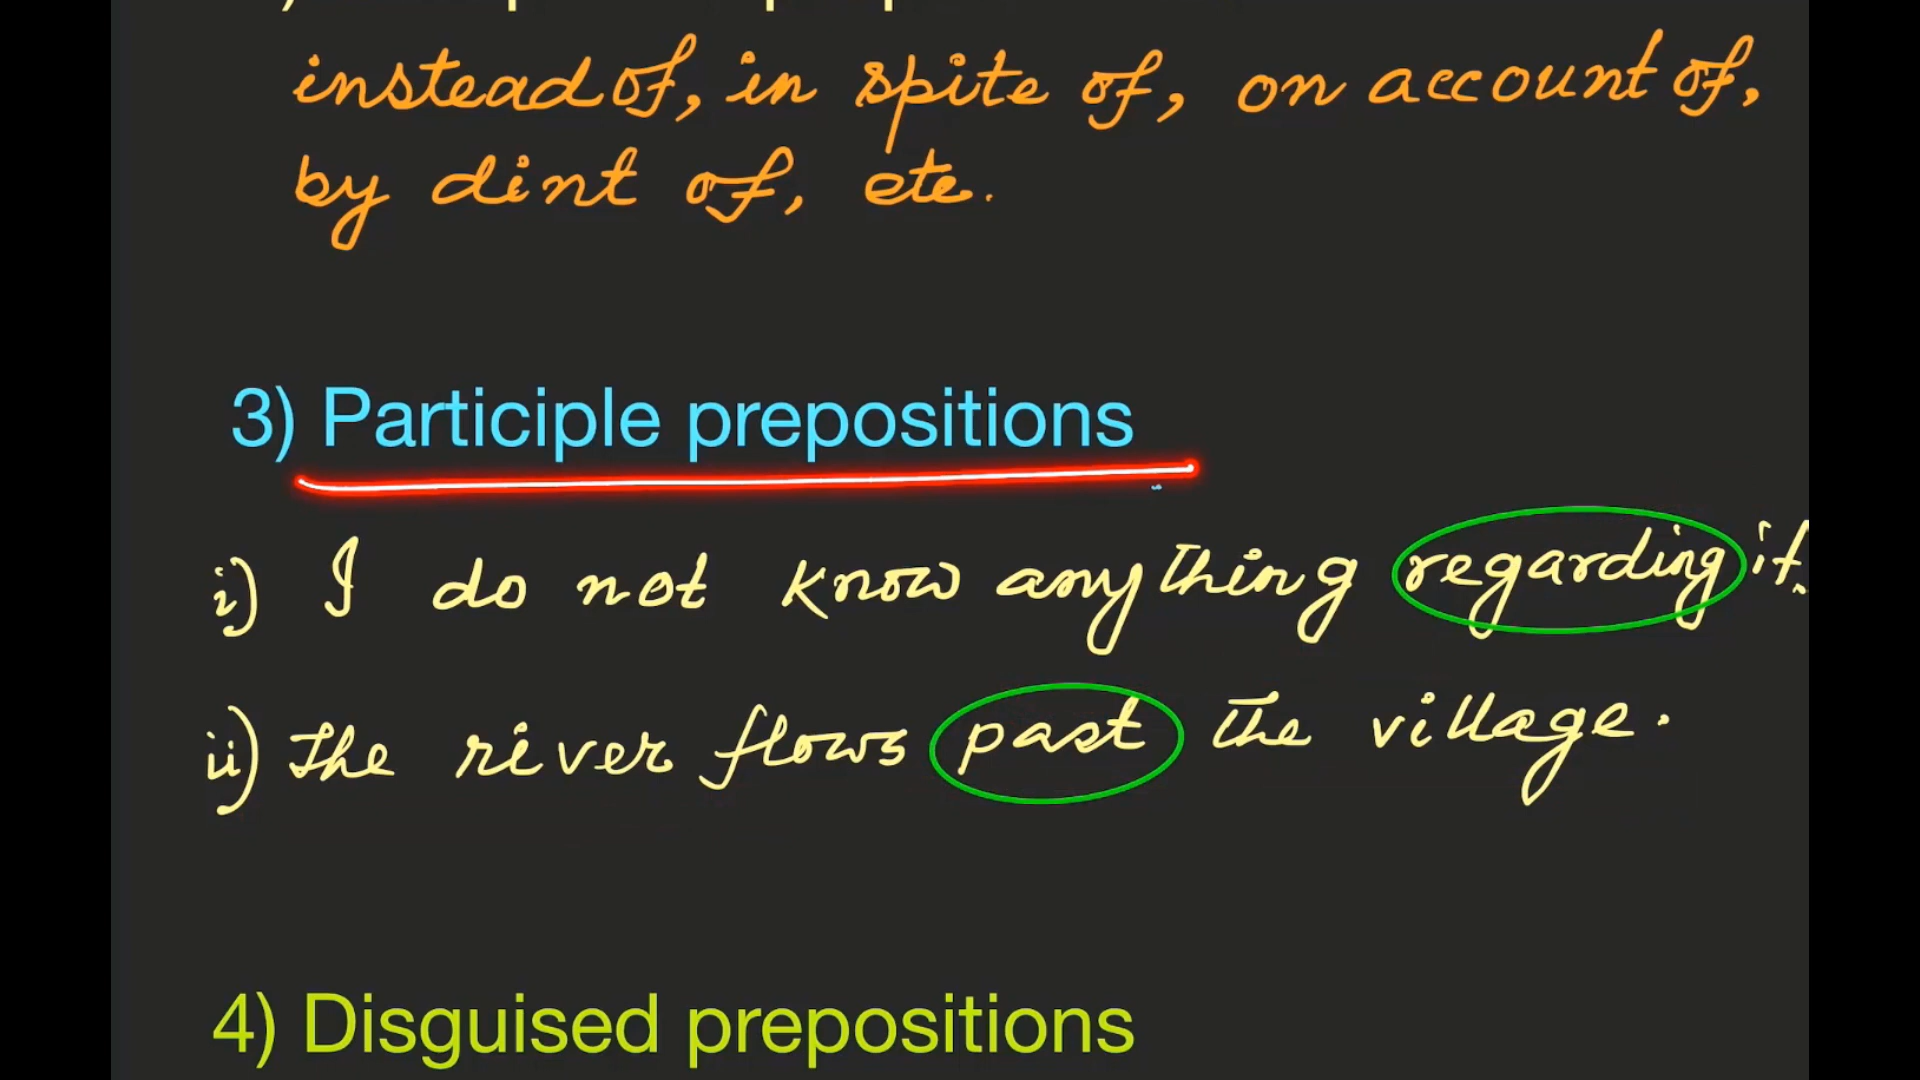 instead of, in spite of, on account of,
by dint of, etc.
3) Participle prepositions
i) I do not know anything regarding it.
ii) The river flows past the village.
4) Disguised prepositions